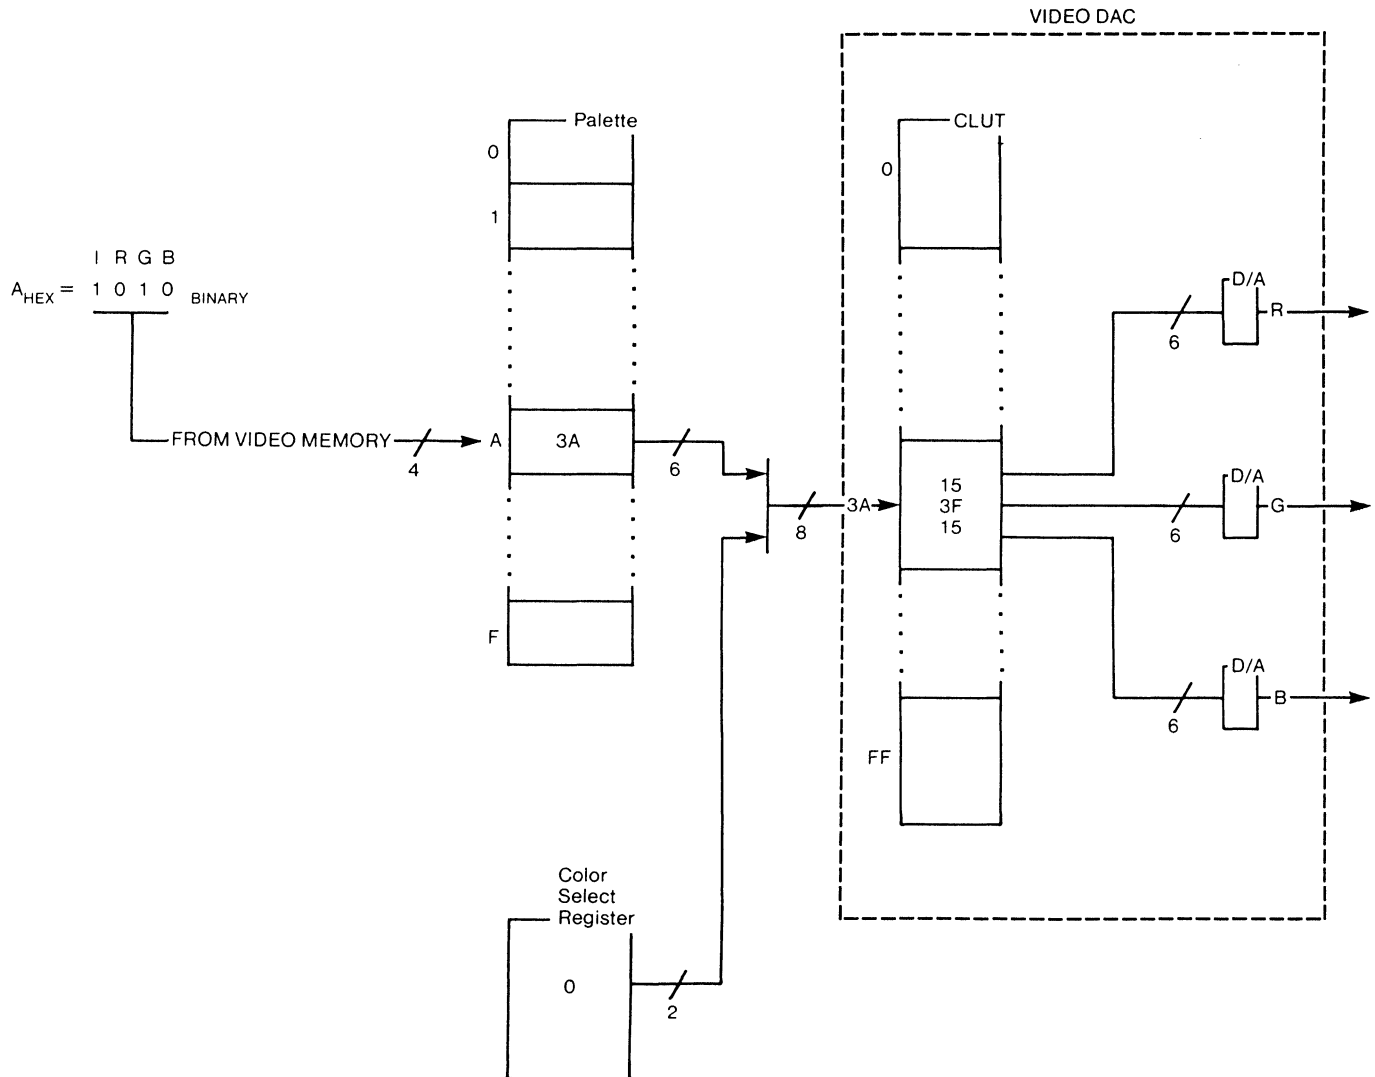 VIDEO DAC
Palette
CLUT
0
0
1
I R G B
A HEX = 1 0 1 0 BINARY
D/A
R
6
FROM VIDEO MEMORY
4
A
3A
6
8
3A
15
3F
15
D/A
G
6
F
D/A
B
6
FF
Color
Select
Register
0
2